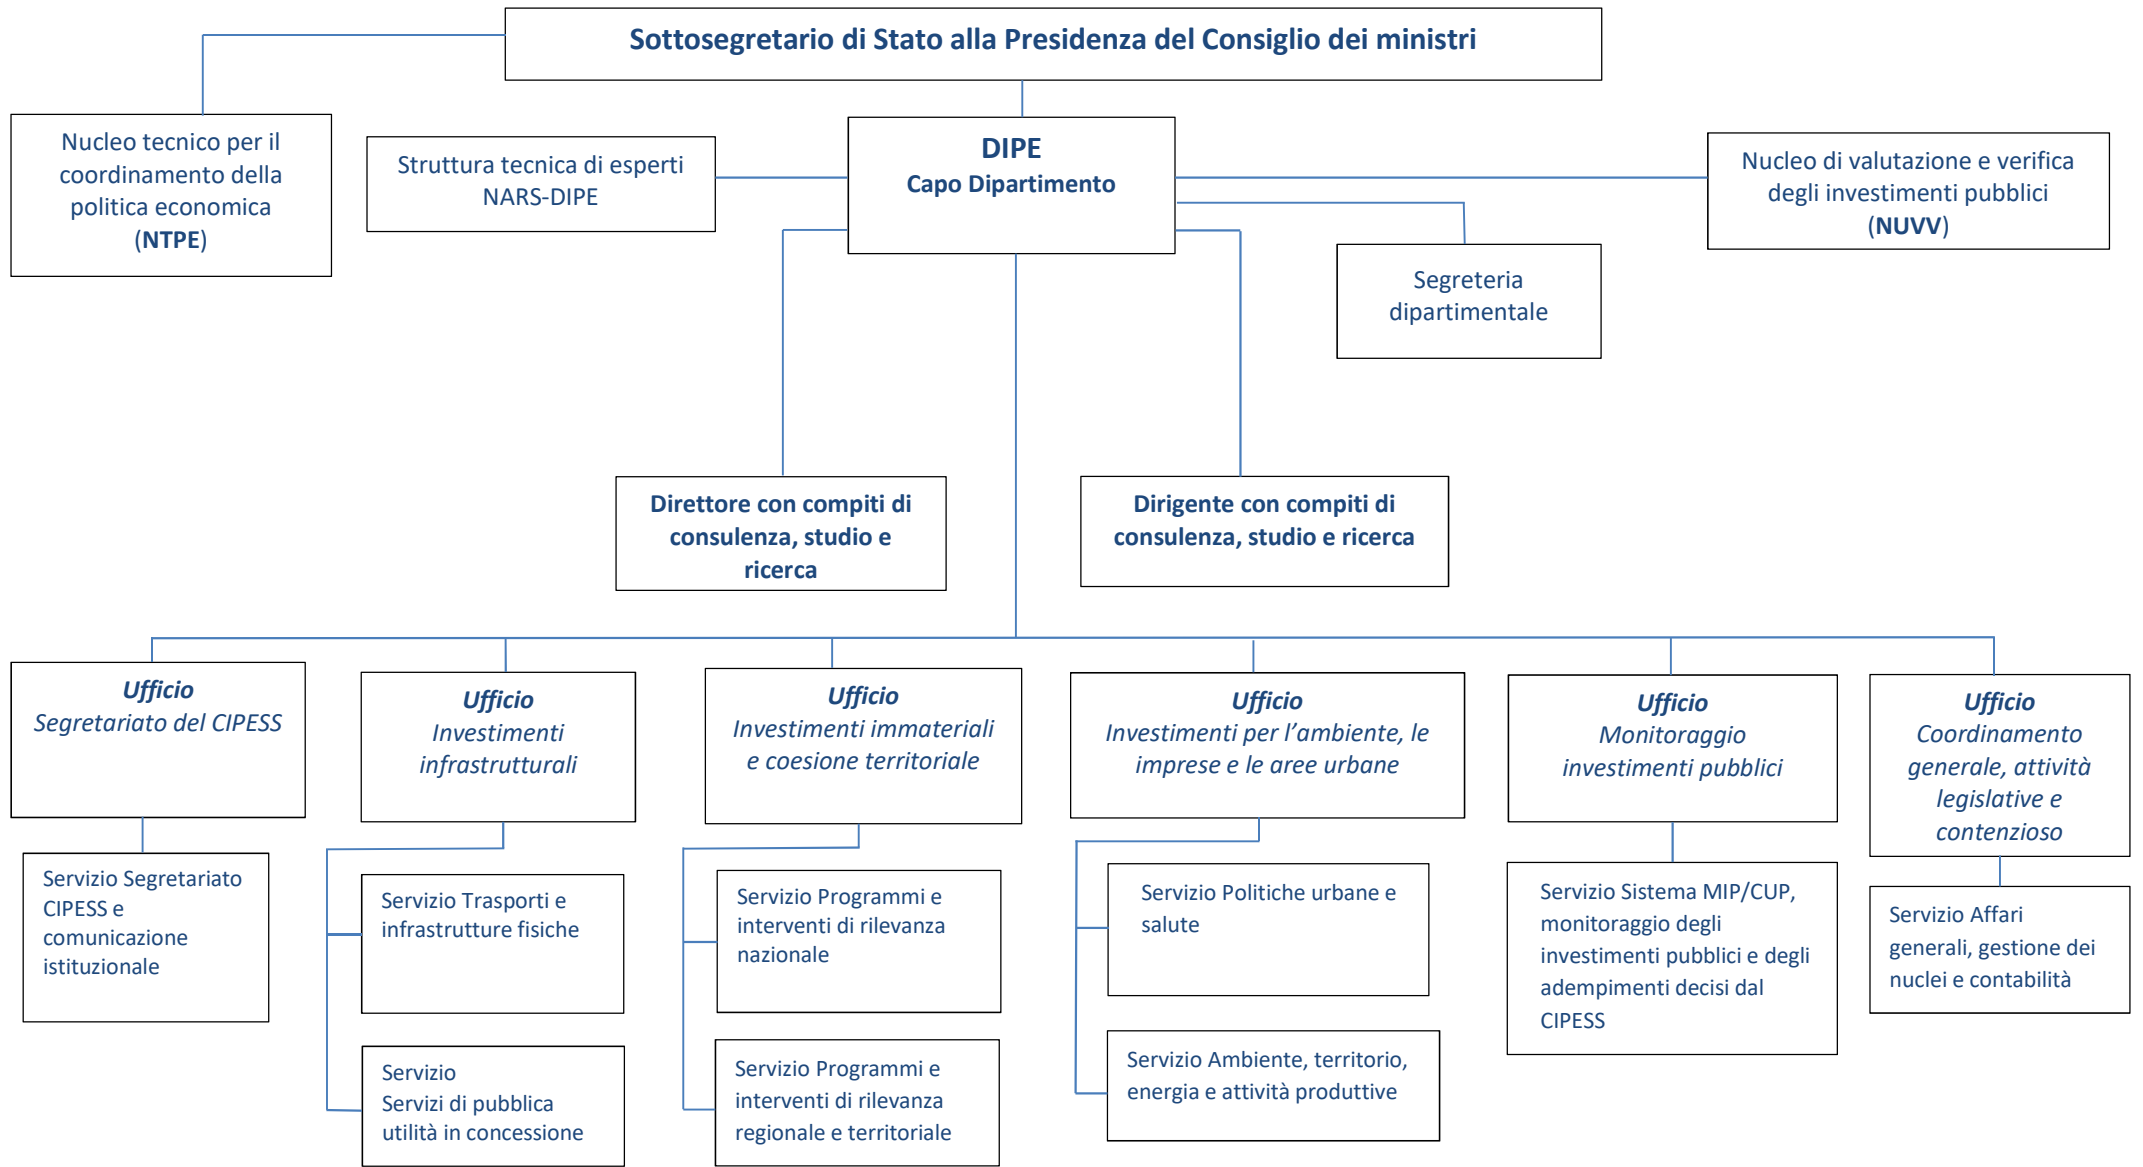 Sottosegretario di Stato alla Presidenza del Consiglio dei ministri
Nucleo tecnico per il
coordinamento della
politica economica
(NTPE)
Struttura tecnica di esperti
NARS-DIPE
DIPE
Capo Dipartimento
Nucleo di valutazione e verifica
degli investimenti pubblici
(NUVV)
Segreteria
dipartimentale
Direttore con compiti di
consulenza, studio e
ricerca
Dirigente con compiti di
consulenza, studio e ricerca
Ufficio
Segretariato del CIPESS
Ufficio
Investimenti
infrastrutturali
Ufficio
Investimenti immateriali
e coesione territoriale
Ufficio
Investimenti per l’ambiente, le
imprese e le aree urbane
Ufficio
Monitoraggio
investimenti pubblici
Ufficio
Coordinamento
generale, attività
legislative e
contenzioso
Servizio Segretariato
CIPESS e
comunicazione
istituzionale
Servizio Trasporti e
infrastrutture fisiche
Servizio Programmi e
interventi di rilevanza
nazionale
Servizio Politiche urbane e
salute
Servizio Sistema MIP/CUP,
monitoraggio degli
investimenti pubblici e degli
adempimenti decisi dal
CIPESS
Servizio Affari
generali, gestione dei
nuclei e contabilità
Servizio
Servizi di pubblica
utilità in concessione
Servizio Programmi e
interventi di rilevanza
regionale e territoriale
Servizio Ambiente, territorio,
energia e attività produttive